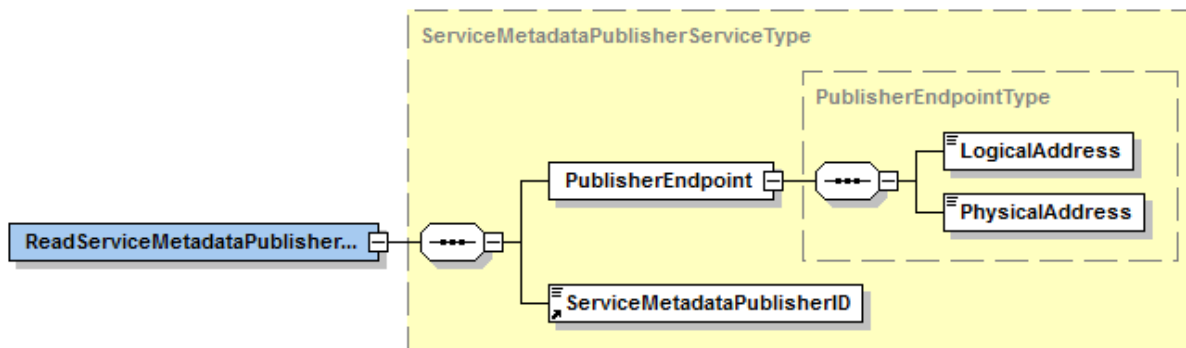 ServiceMetadataPublisherServiceType
PublisherEndpointType
LogicalAddress
PublisherEndpoint
PhysicalAddress
ReadServiceMetadataPublisher...
ServiceMetadataPublisherID